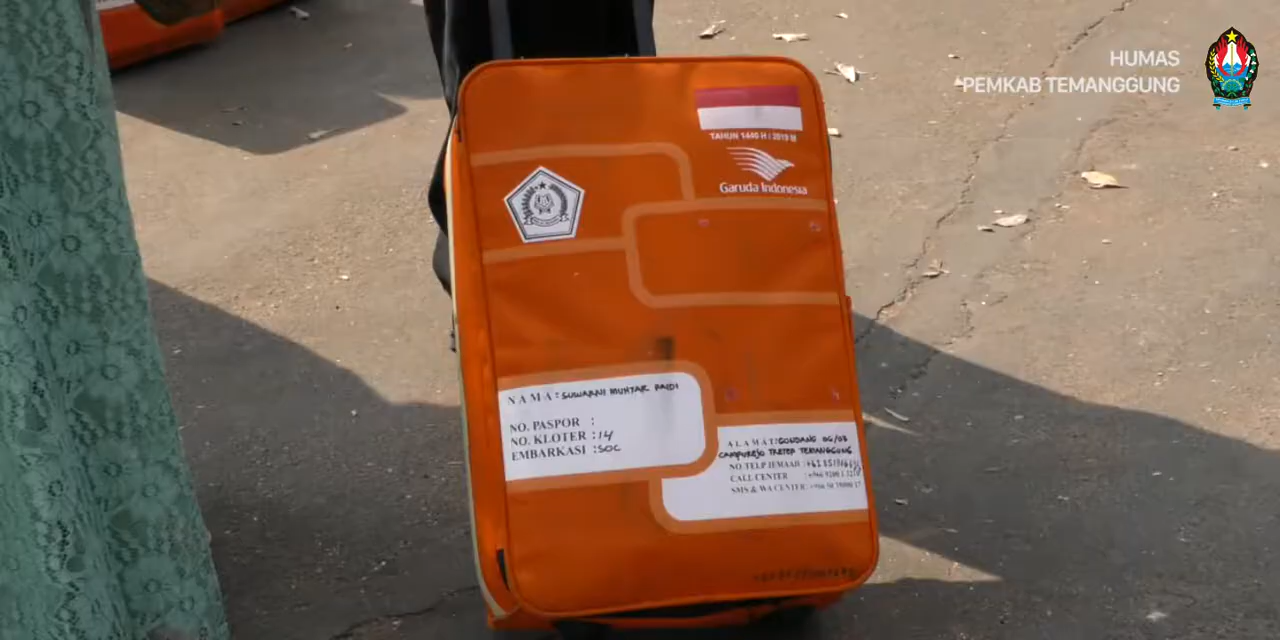 HUMAS
PEMKAB TEMANGGUNG
TAHUN 1440 H / 2019 M
Garuda Indonesia
NAMA : SUWARNI MUHTAR PAIDI
NO. PASPOR :
NO. KLOTER : 14
EMBARKASI : SOC
ALAMAT: GONDANG 06/03
CAMPUREJO TRETEP TEMANGGUNG
NO TELP JEMAAH :
CALL CENTER :
SMS & WA CENTER: